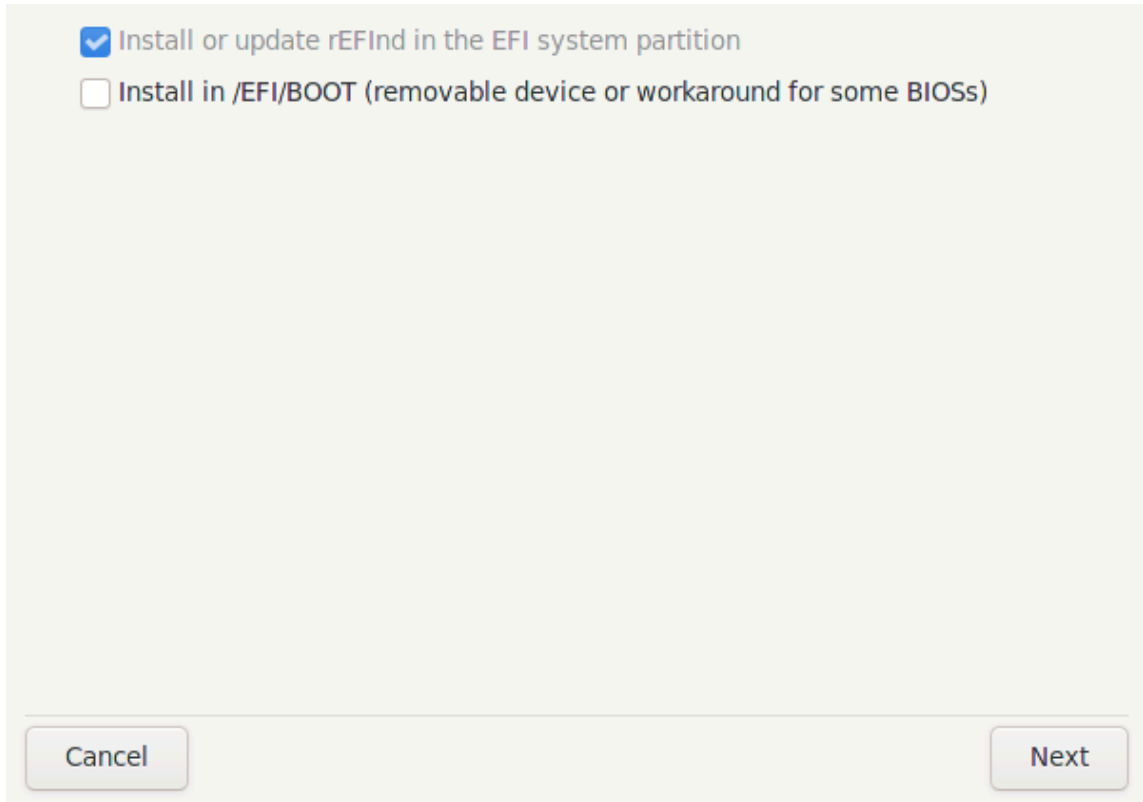 Install or update rEFInd in the EFI system partition
Install in /EFI/BOOT (removable device or workaround for some BIOSs)
Cancel
Next